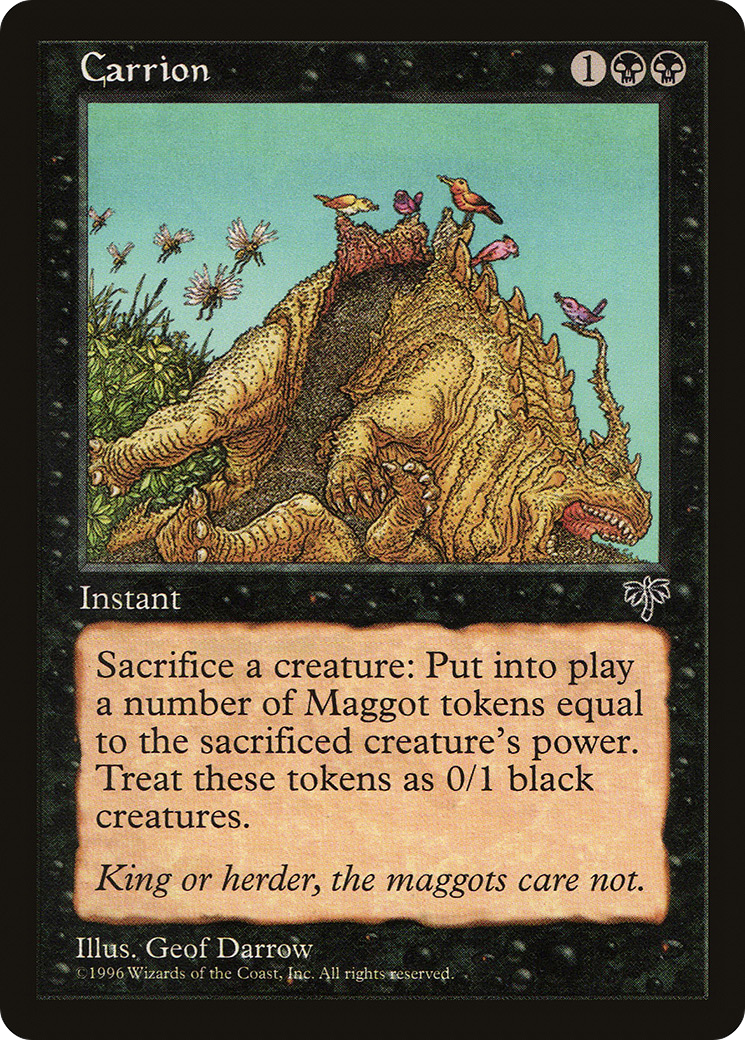 Carrion 1
Instant
Sacrifice a creature: Put into play
a number of Maggot tokens equal
to the sacrificed creature's power.
Treat these tokens as 0/1 black
creatures.
King or herder, the maggots care not.
Illus. Geof Darrow
©1996 Wizards of the Coast, Inc. All rights reserved.